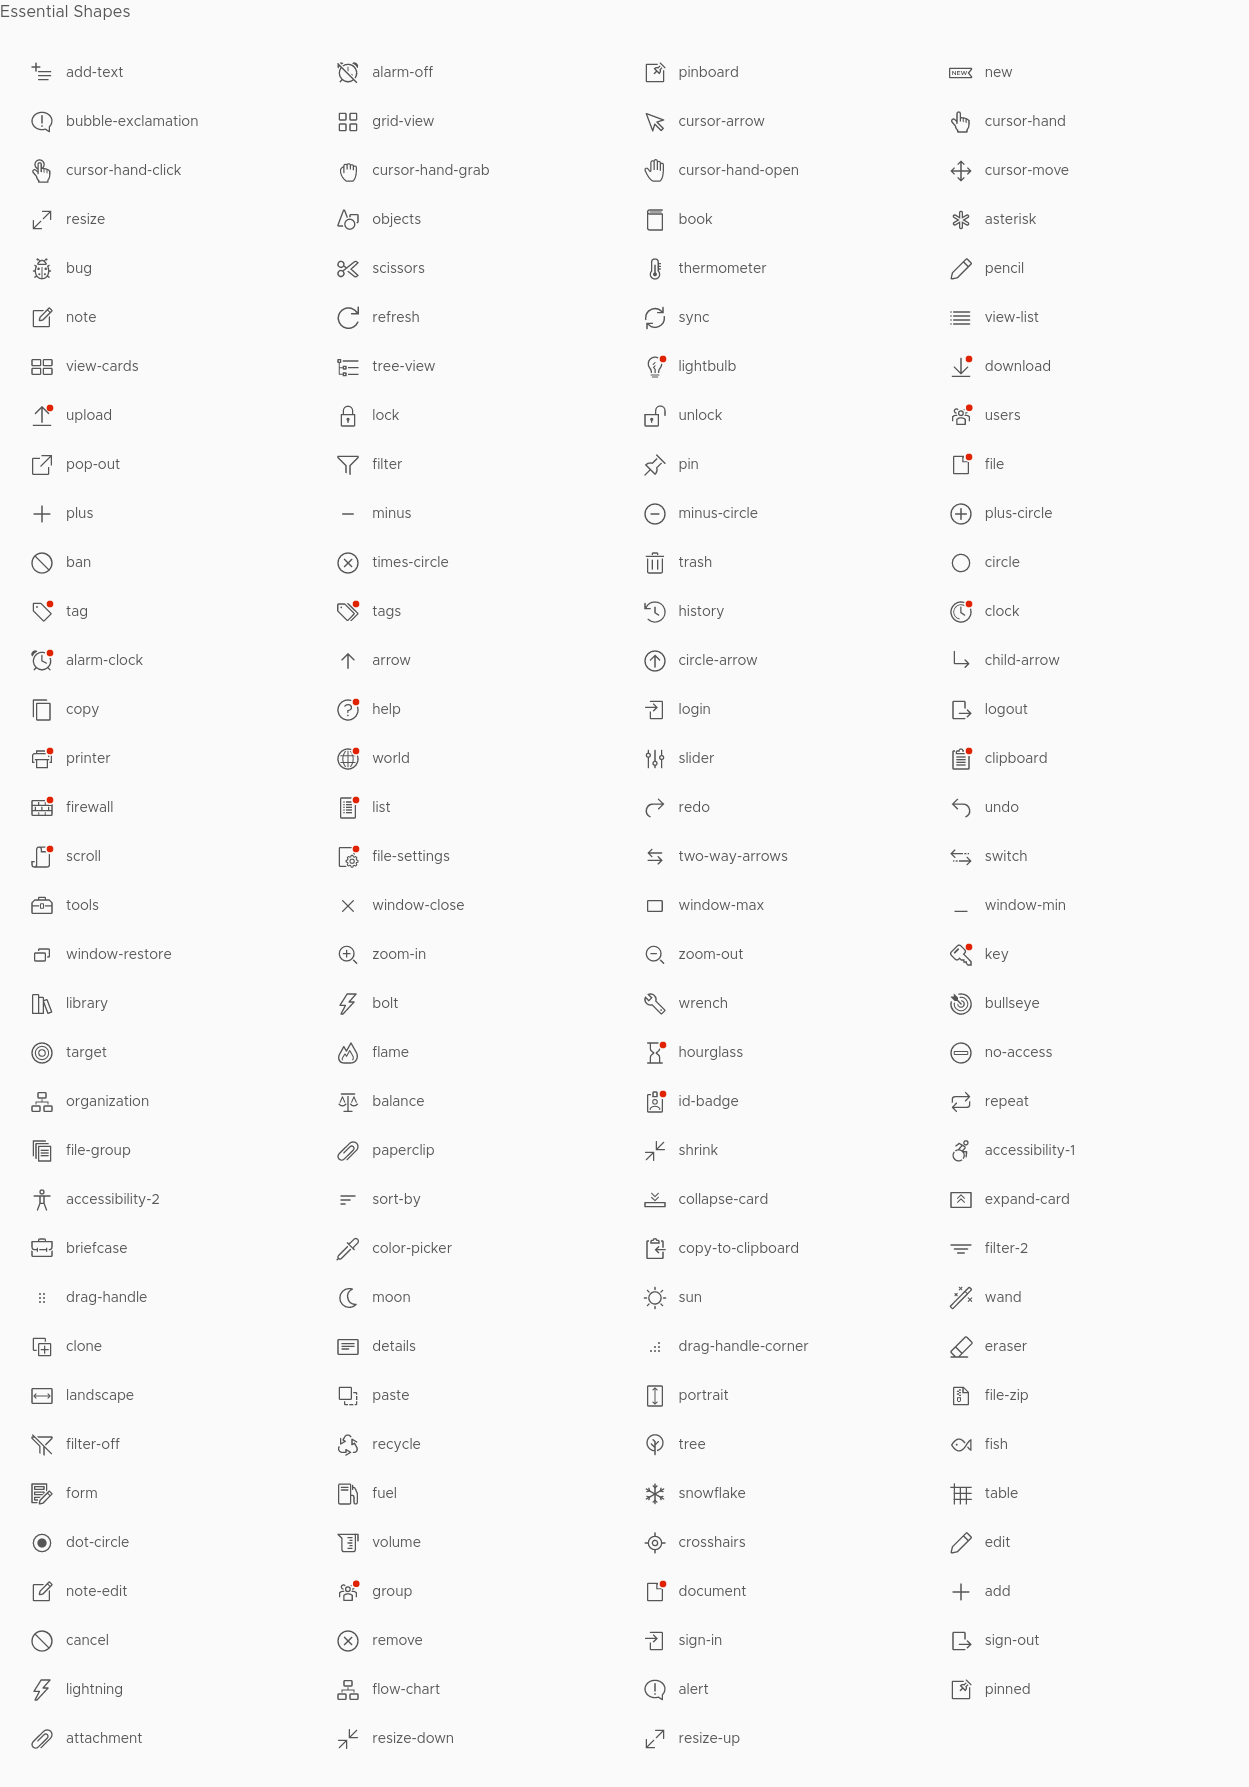 Essential Shapes
add-text alarm-off pinboard NEW new
bubble-exclamation grid-view cursor-arrow cursor-hand
cursor-hand-click cursor-hand-grab cursor-hand-open cursor-move
resize objects book asterisk
bug scissors thermometer pencil
note refresh sync view-list
view-cards tree-view lightbulb download
upload lock unlock users
pop-out filter pin file
plus minus minus-circle plus-circle
ban times-circle trash circle
tag tags history clock
alarm-clock arrow circle-arrow child-arrow
copy help login logout
printer world slider clipboard
firewall list redo undo
scroll file-settings two-way-arrows switch
tools window-close window-max window-min
window-restore zoom-in zoom-out key
library bolt wrench bullseye
target flame hourglass no-access
organization balance id-badge repeat
file-group paperclip shrink accessibility-1
accessibility-2 sort-by collapse-card expand-card
briefcase color-picker copy-to-clipboard filter-2
drag-handle moon sun wand
clone details drag-handle-corner eraser
landscape paste portrait file-zip
filter-off recycle tree fish
form fuel snowflake table
dot-circle volume crosshairs edit
note-edit group document add
cancel remove sign-in sign-out
lightning flow-chart alert pinned
attachment resize-down resize-up